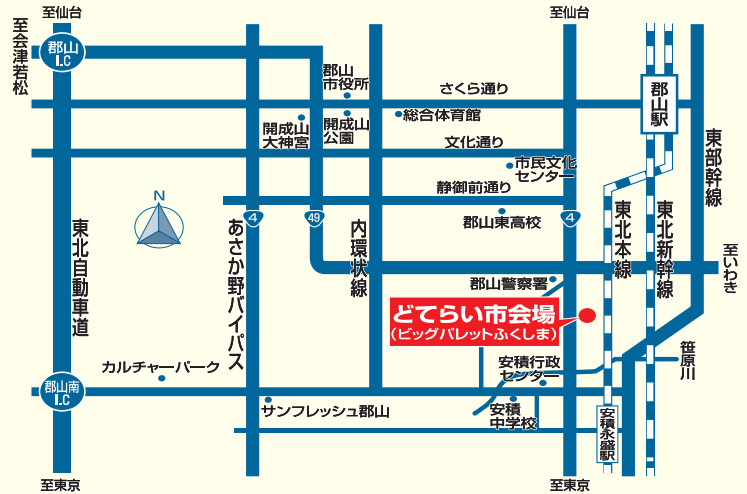 至仙台
至仙台
至会津若松
郡山
I.C
郡山
市役所
さくら通り
郡山駅
総合体育館
開成山
大神宮
開成山
公園
文化通り
東部幹線
市民文化
センター
静御前通り
N
4
49
4
郡山東高校
東北自動車道
あさか野バイパス
内環状線
東北本線
東北新幹線
至いわき
郡山警察署
どてらい市会場
(ビッグパレットふくしま)
笹原川
カルチャーパーク
安積行政
センター
郡山南
I.C
サンフレッシュ郡山
安積
中学校
安積永盛駅
至東京
至東京